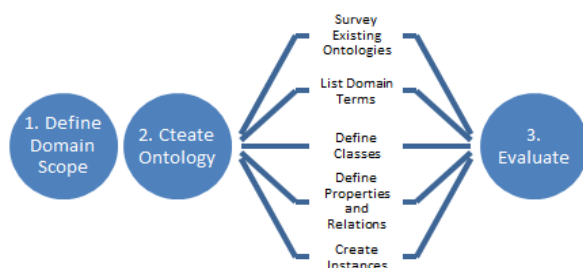 1. Define
Domain
Scope
2. Cteate
Ontology
Survey
Existing
Ontologies
List Domain
Terms
Define
Classes
Define
Properties
and
Relations
Create
Instances
3.
Evaluate